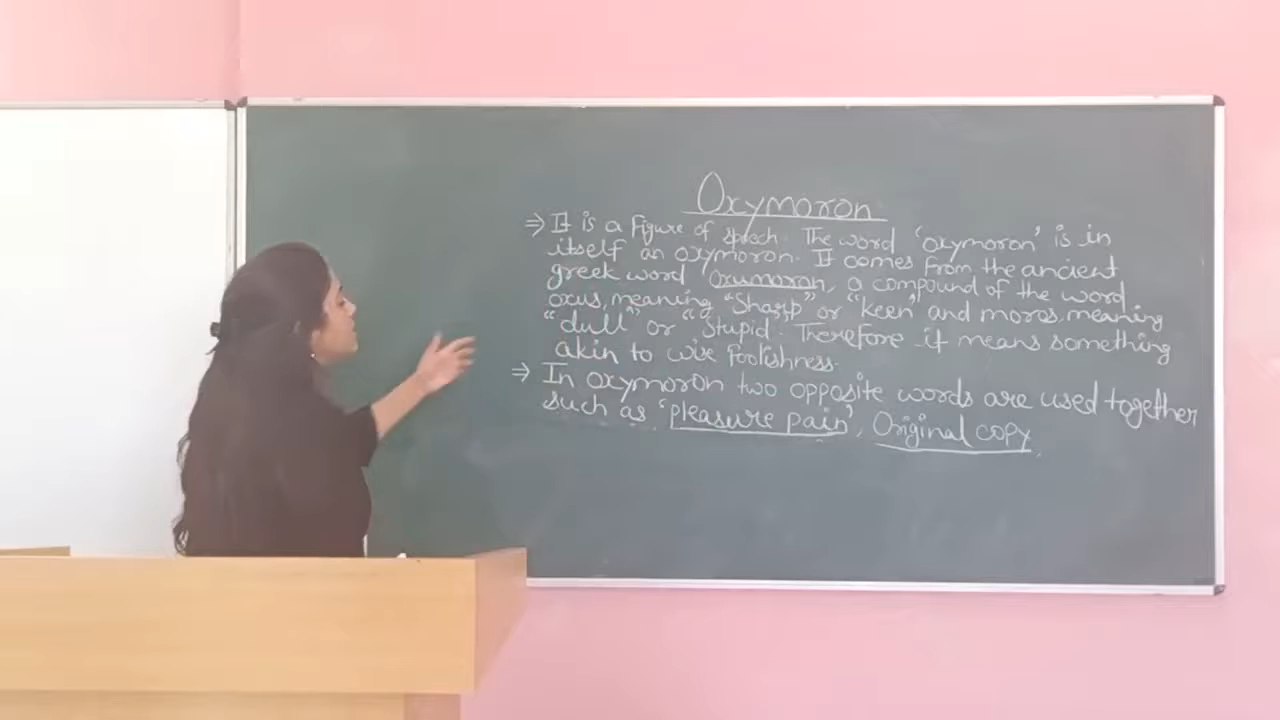 Oxymoron
⇒ It is a Figure of speech. The word 'oxymoron' is in
itself an oxymoron. It comes from the ancient
greek word Oxumoron, a compound of the word
oxus, meaning "Sharp" or "keen" and moros, meaning
"dull" or "stupid. Therefore it means something
akin to wise foolishness.
⇒ In oxymoron two opposite words are used together
such as 'pleasure pain', Original copy.